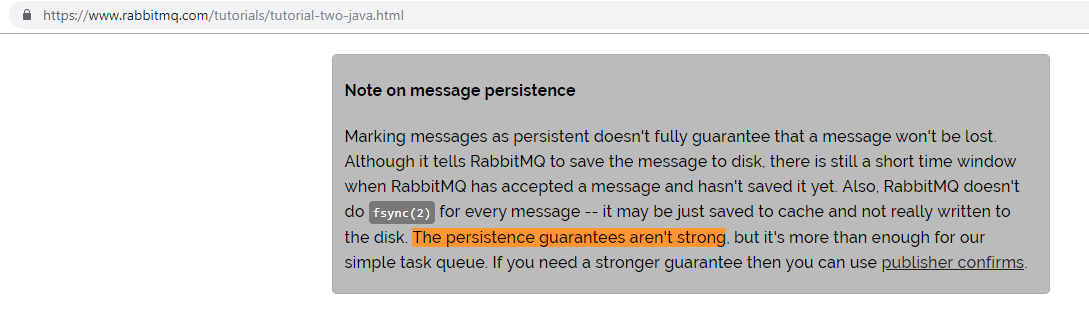 https://www.rabbitmq.com/tutorials/tutorial-two-java.html
Note on message persistence
Marking messages as persistent doesn't fully guarantee that a message won't be lost.
Although it tells RabbitMQ to save the message to disk, there is still a short time window
when RabbitMQ has accepted a message and hasn't saved it yet. Also, RabbitMQ doesn't
do fsync(2) for every message -- it may be just saved to cache and not really written to
the disk. The persistence guarantees aren't strong, but it's more than enough for our
simple task queue. If you need a stronger guarantee then you can use publisher confirms.